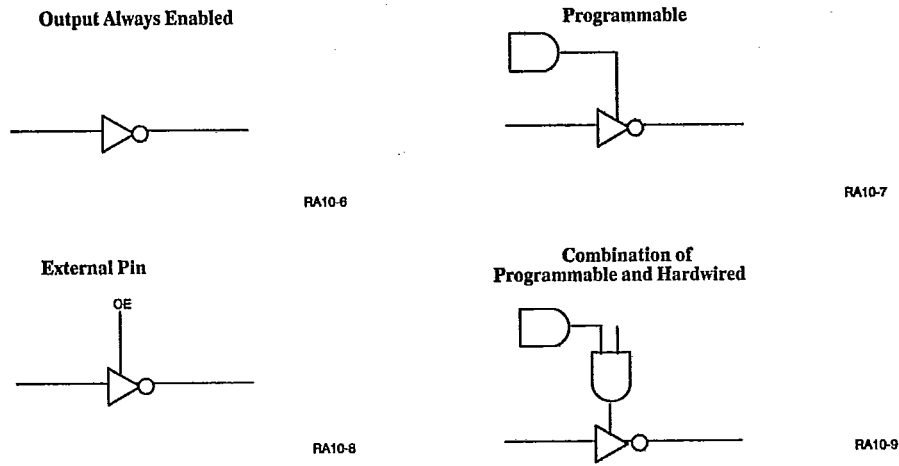 Output Always Enabled
Programmable
RA10-6
RA10-7
External Pin
OE
RA10-8
Combination of
Programmable and Hardwired
RA10-9